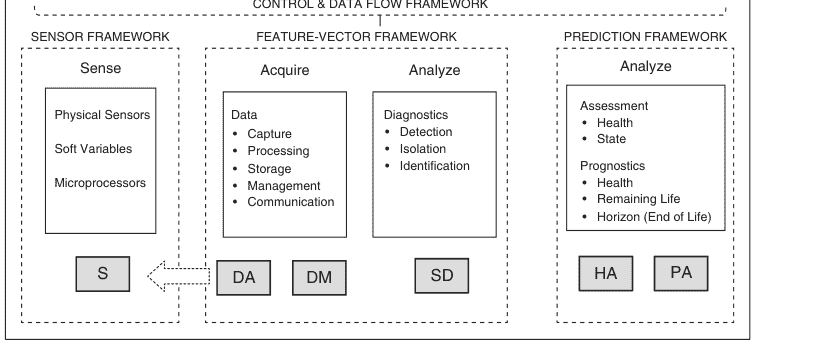 CONTROL & DATA FLOW FRAMEWORK
SENSOR FRAMEWORK
FEATURE-VECTOR FRAMEWORK
PREDICTION FRAMEWORK
Sense
Physical Sensors
Soft Variables
Microprocessors
S
Acquire
Data
• Capture
• Processing
• Storage
• Management
• Communication
DA
DM
Analyze
Diagnostics
• Detection
• Isolation
• Identification
SD
Analyze
Assessment
• Health
• State
Prognostics
• Health
• Remaining Life
• Horizon (End of Life)
HA
PA